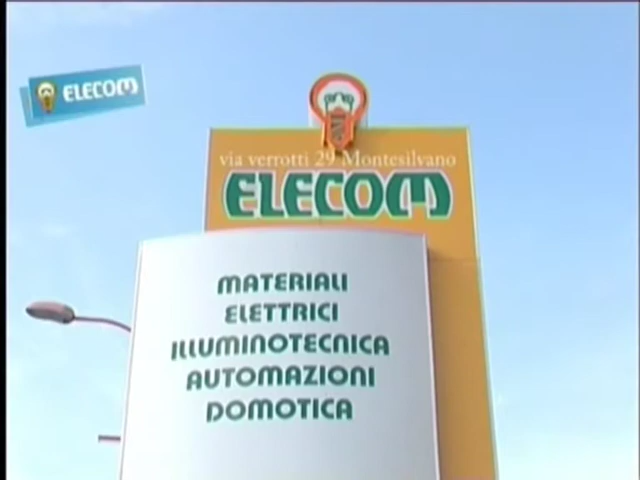 ELECOM
via verrotti 29 Montesilvano
ELECOM
MATERIALI
ELETTRICI
ILLUMINOTECNICA
AUTOMAZIONI
DOMOTICA